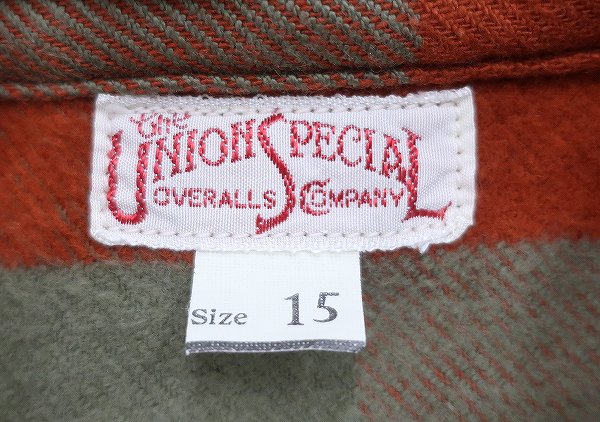 The
UNION SPECIAL
OVERALLS COMPANY
Size 15